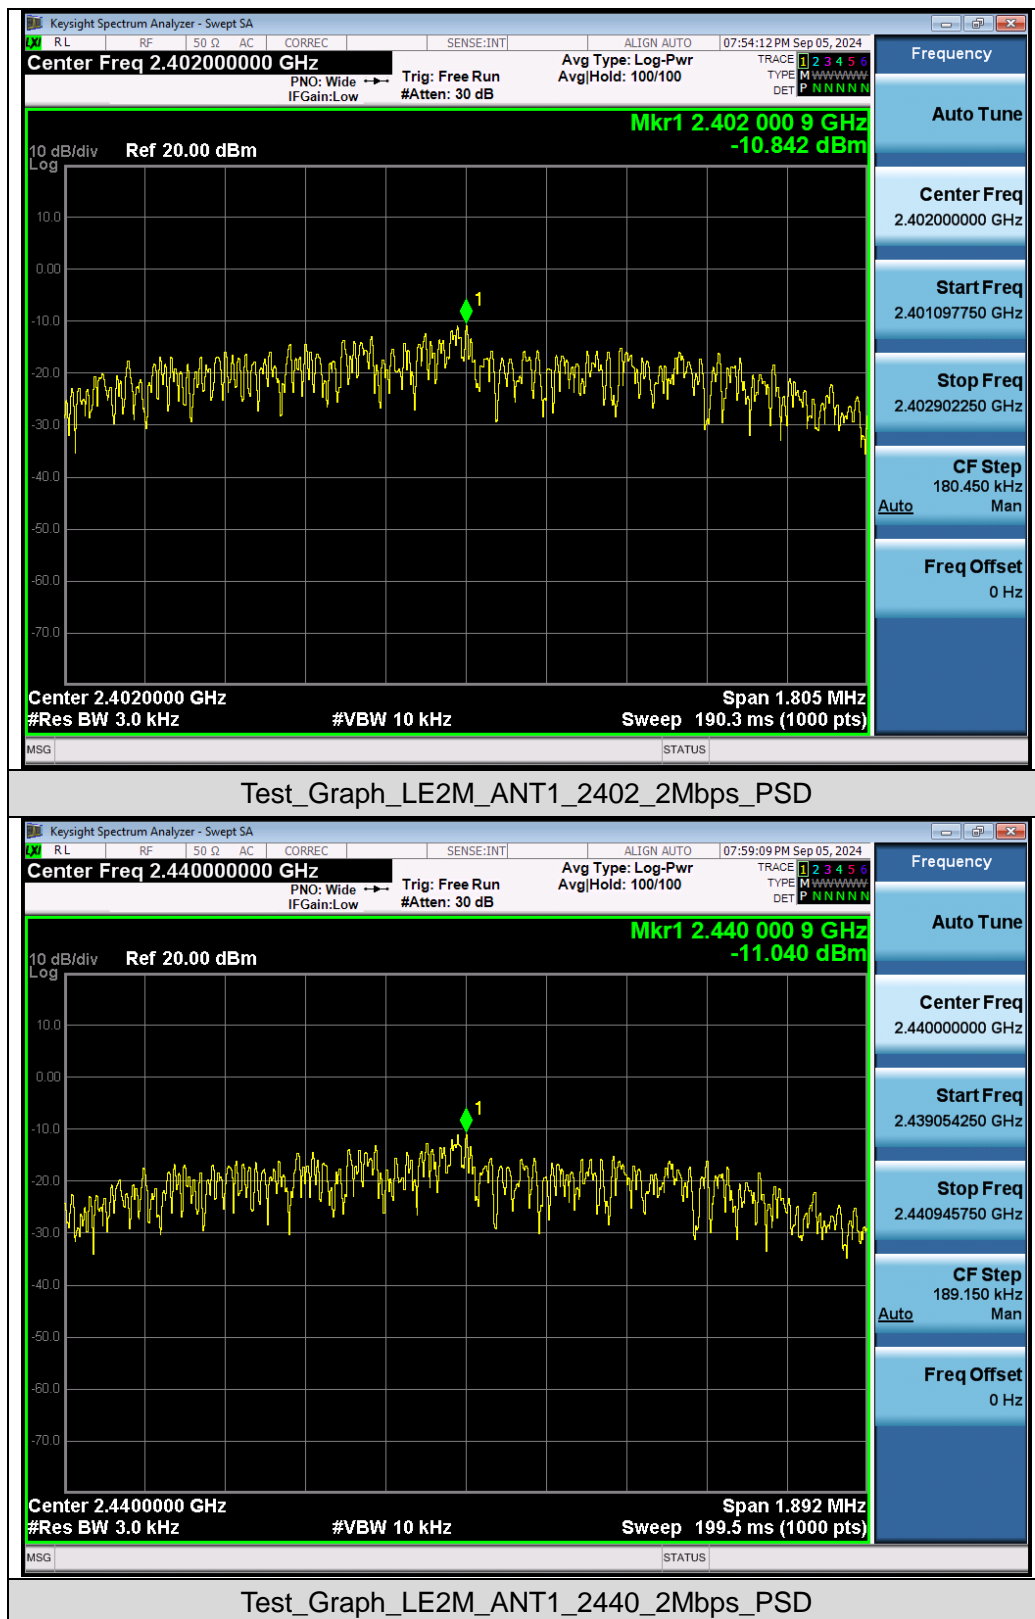 Keysight Spectrum Analyzer - Swept SA
LXI RL RF 50 Ω AC CORREC SENSE:INT ALIGN AUTO 07:54:12 PM Sep 05, 2024
Center Freq 2.402000000 GHz
PNO: Wide
IFGain:Low
Trig: Free Run
#Atten: 30 dB
Avg Type: Log-Pwr
Avg|Hold: 100/100
TRACE 1 2 3 4 5 6
TYPE M WWWWW
DET P N N N N N
Mkr1 2.402 000 9 GHz
-10.842 dBm
10 dB/div Ref 20.00 dBm
Log
10.0
0.00
-10.0
-20.0
-30.0
-40.0
-50.0
-60.0
-70.0
1
Center 2.4020000 GHz Span 1.805 MHz
#Res BW 3.0 kHz #VBW 10 kHz Sweep 190.3 ms (1000 pts)
MSG STATUS
Frequency
Auto Tune
Center Freq
2.402000000 GHz
Start Freq
2.401097750 GHz
Stop Freq
2.402902250 GHz
CF Step
180.450 kHz
Auto Man
Freq Offset
0 Hz
Test_Graph_LE2M_ANT1_2402_2Mbps_PSD
Keysight Spectrum Analyzer - Swept SA
LXI RL RF 50 Ω AC CORREC SENSE:INT ALIGN AUTO 07:59:09 PM Sep 05, 2024
Center Freq 2.440000000 GHz
PNO: Wide
IFGain:Low
Trig: Free Run
#Atten: 30 dB
Avg Type: Log-Pwr
Avg|Hold: 100/100
TRACE 1 2 3 4 5 6
TYPE M WWWWW
DET P N N N N N
Mkr1 2.440 000 9 GHz
-11.040 dBm
10 dB/div Ref 20.00 dBm
Log
10.0
0.00
-10.0
-20.0
-30.0
-40.0
-50.0
-60.0
-70.0
1
Center 2.4400000 GHz Span 1.892 MHz
#Res BW 3.0 kHz #VBW 10 kHz Sweep 199.5 ms (1000 pts)
MSG STATUS
Frequency
Auto Tune
Center Freq
2.440000000 GHz
Start Freq
2.439054250 GHz
Stop Freq
2.440945750 GHz
CF Step
189.150 kHz
Auto Man
Freq Offset
0 Hz
Test_Graph_LE2M_ANT1_2440_2Mbps_PSD